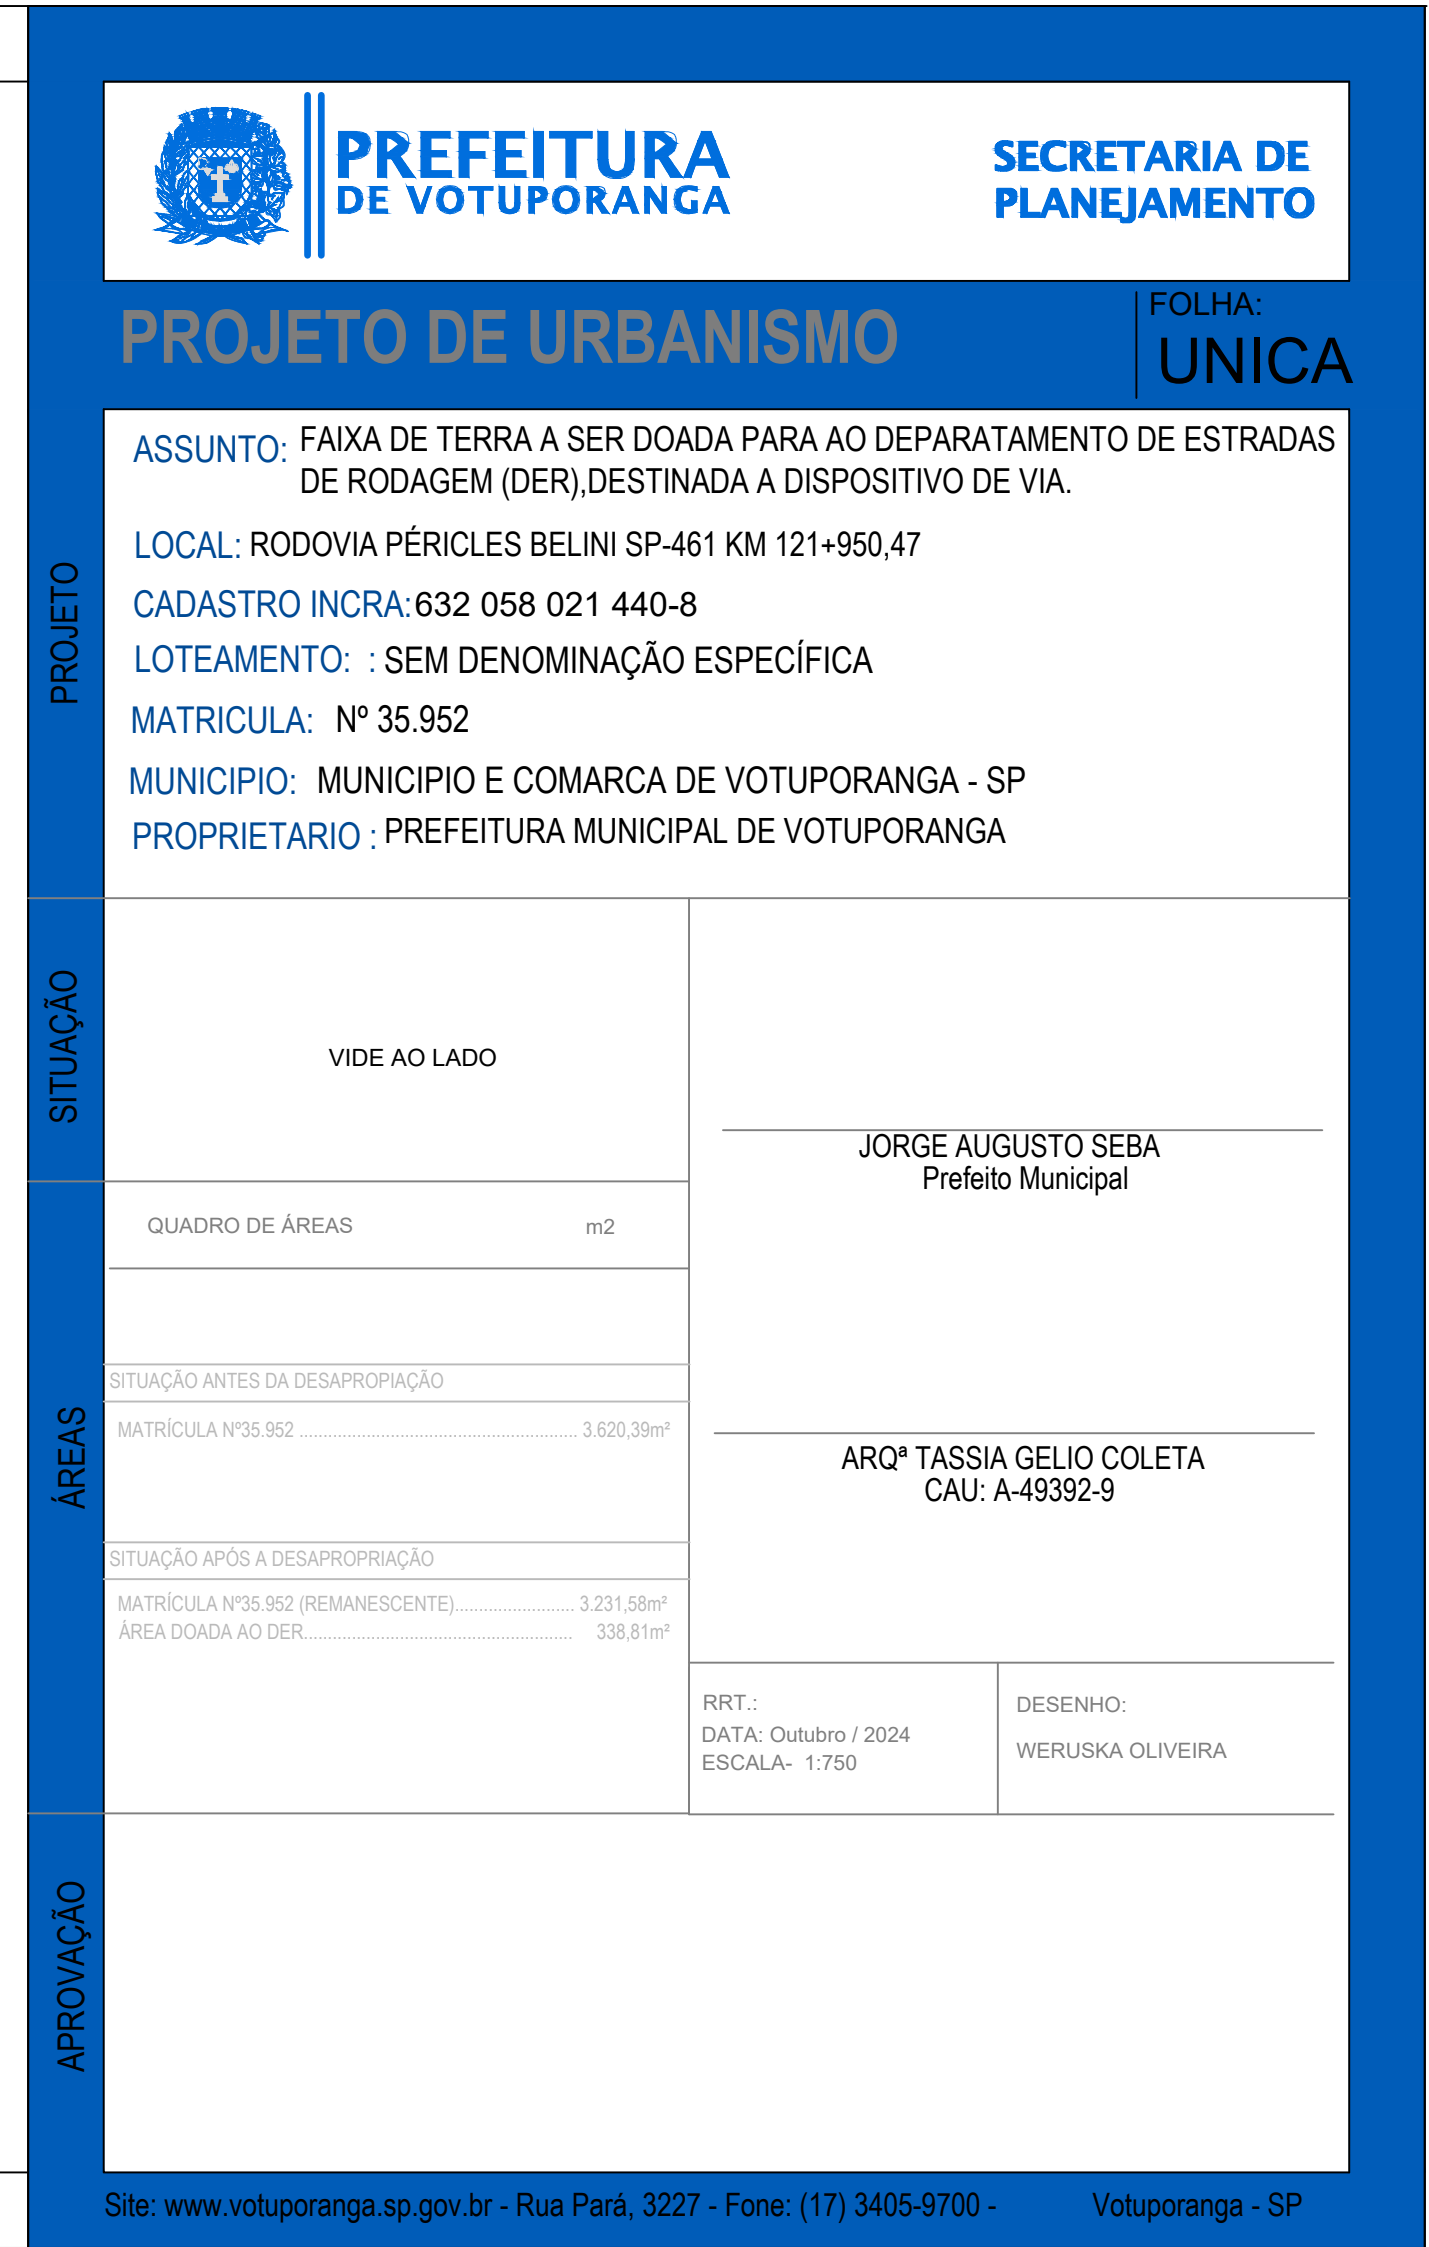 PREFEITURA
DE VOTUPORANGA
SECRETARIA DE
PLANEJAMENTO
PROJETO DE URBANISMO
FOLHA:
UNICA
PROJETO
ASSUNTO: FAIXA DE TERRA A SER DOADA PARA AO DEPARATAMENTO DE ESTRADAS
DE RODAGEM (DER),DESTINADA A DISPOSITIVO DE VIA.
LOCAL: RODOVIA PÉRICLES BELINI SP-461 KM 121+950,47
CADASTRO INCRA: 632 058 021 440-8
LOTEAMENTO: : SEM DENOMINAÇÃO ESPECÍFICA
MATRICULA: Nº 35.952
MUNICIPIO: MUNICIPIO E COMARCA DE VOTUPORANGA - SP
PROPRIETARIO : PREFEITURA MUNICIPAL DE VOTUPORANGA
SITUAÇÃO
VIDE AO LADO
JORGE AUGUSTO SEBA
Prefeito Municipal
ÁREAS
QUADRO DE ÁREAS m2
SITUAÇÃO ANTES DA DESAPROPIAÇÃO
MATRÍCULA Nº35.952 .......................................................... 3.620,39m²
SITUAÇÃO APÓS A DESAPROPRIAÇÃO
MATRÍCULA Nº35.952 (REMANESCENTE)......................... 3.231,58m²
ÁREA DOADA AO DER........................................................ 338,81m²
ARQª TASSIA GELIO COLETA
CAU: A-49392-9
RRT.:
DATA: Outubro / 2024
ESCALA- 1:750
DESENHO:
WERUSKA OLIVEIRA
APROVAÇÃO
Site: www.votuporanga.sp.gov.br - Rua Pará, 3227 - Fone: (17) 3405-9700 - Votuporanga - SP